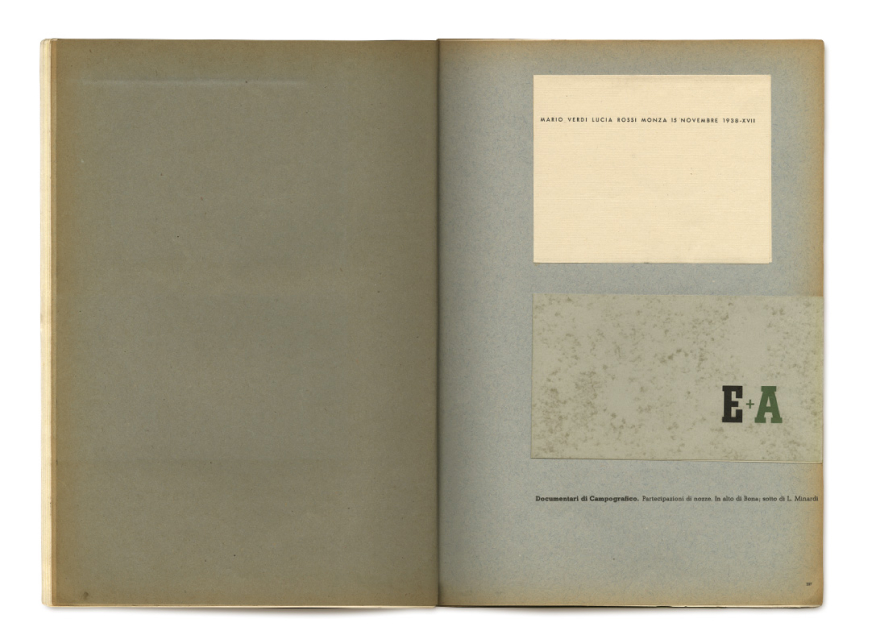 MARIO VERDI LUCIA ROSSI MONZA 15 NOVEMBRE 1938-XVII
E+A
Documentari di Campografico. Partecipazioni di nozze. In alto di Bona; sotto di L. Minardi